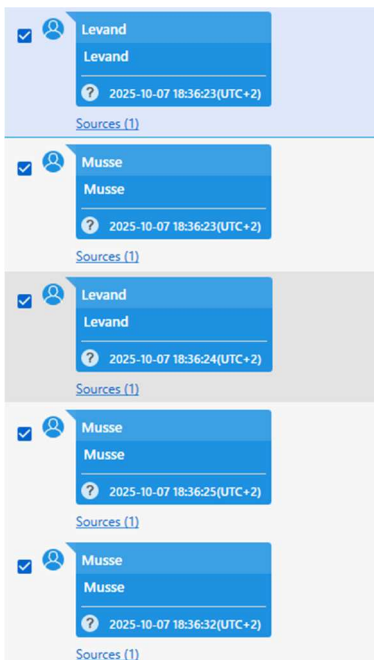 Levand
Levand
? 2025-10-07 18:36:23(UTC+2)
Sources (1)
Musse
Musse
? 2025-10-07 18:36:23(UTC+2)
Sources (1)
Levand
Levand
? 2025-10-07 18:36:24(UTC+2)
Sources (1)
Musse
Musse
? 2025-10-07 18:36:25(UTC+2)
Sources (1)
Musse
Musse
? 2025-10-07 18:36:32(UTC+2)
Sources (1)